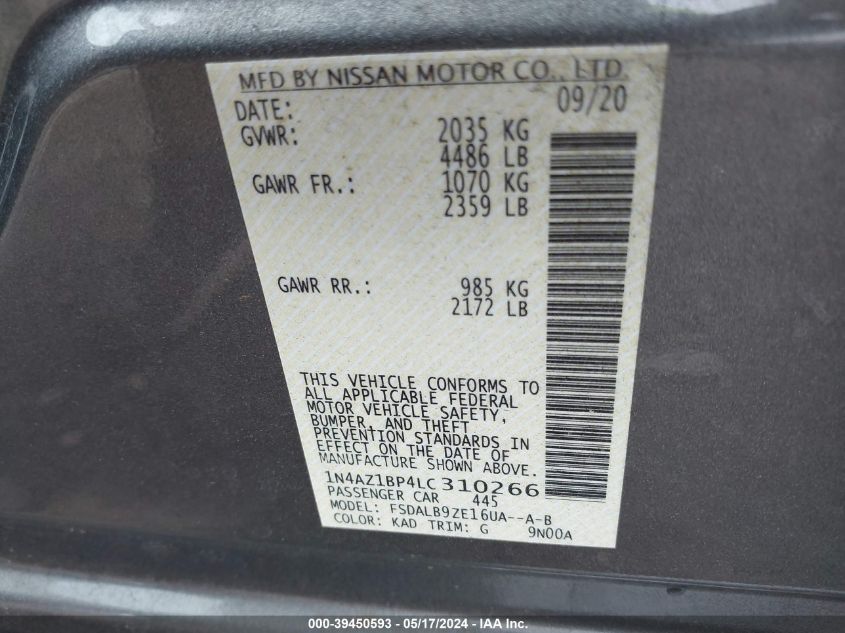 MFD BY NISSAN MOTOR CO., LTD.
DATE: 09/20
GVWR: 2035 KG
4486 LB
GAWR FR.: 1070 KG
2359 LB
GAWR RR.: 985 KG
2172 LB
THIS VEHICLE CONFORMS TO
ALL APPLICABLE FEDERAL
MOTOR VEHICLE SAFETY,
BUMPER, AND THEFT
PREVENTION STANDARDS IN
EFFECT ON THE DATE OF
MANUFACTURE SHOWN ABOVE.
1N4AZ1BP4LC310266
PASSENGER CAR 445
MODEL: FSDALB9ZE16UA--A-B
COLOR: KAD TRIM: G 9N00A
000-39450593 - 05/17/2024 - IAA Inc.